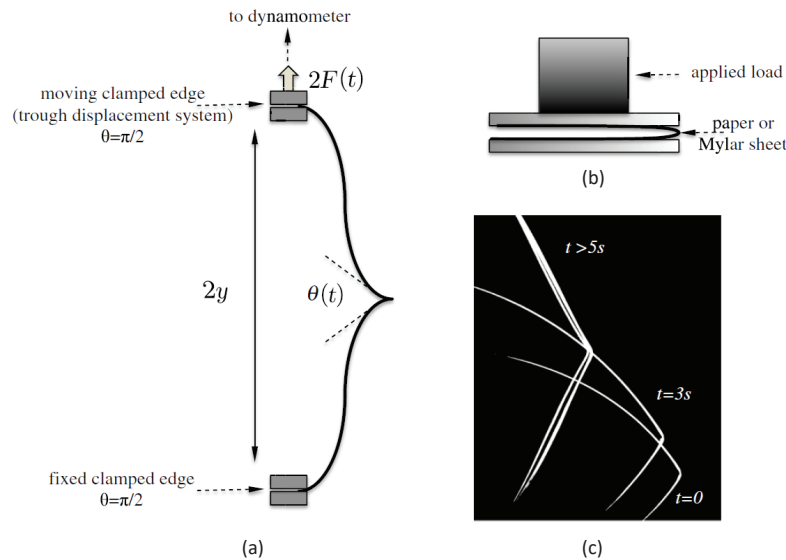 to dynamometer
2F(t)
moving clamped edge
(trough displacement system)
θ=π/2
2y
θ(t)
fixed clamped edge
θ=π/2
(a)
applied load
paper or
Mylar sheet
(b)
t >5s
t=3s
t=0
(c)